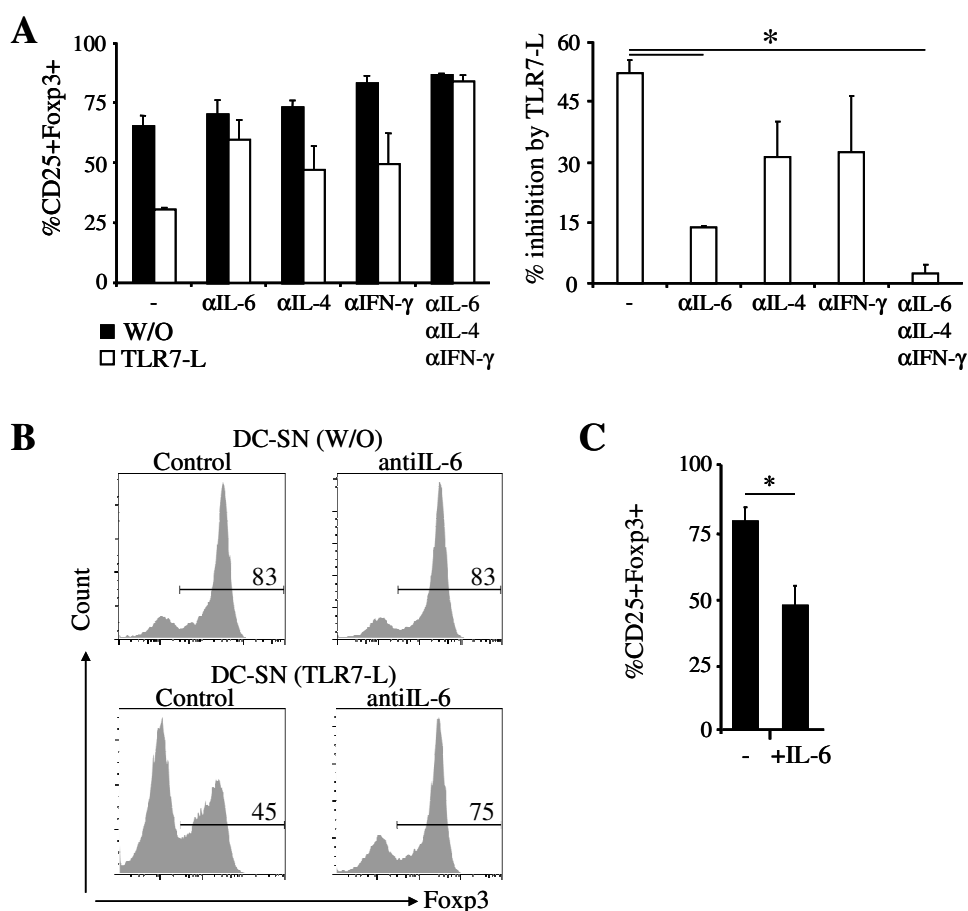 A
%CD25+Foxp3+
100
75
50
25
0
- αIL-6 αIL-4 αIFN-γ αIL-6
αIL-4
αIFN-γ
W/O
TLR7-L
% inhibition by TLR7-L
60
45
30
15
0
*
- αIL-6 αIL-4 αIFN-γ αIL-6
αIL-4
αIFN-γ
B
DC-SN (W/O)
Control antiIL-6
83 83
Count
DC-SN (TLR7-L)
Control antiIL-6
45 75
Foxp3
C
%CD25+Foxp3+
100
75
50
25
0
*
- +IL-6